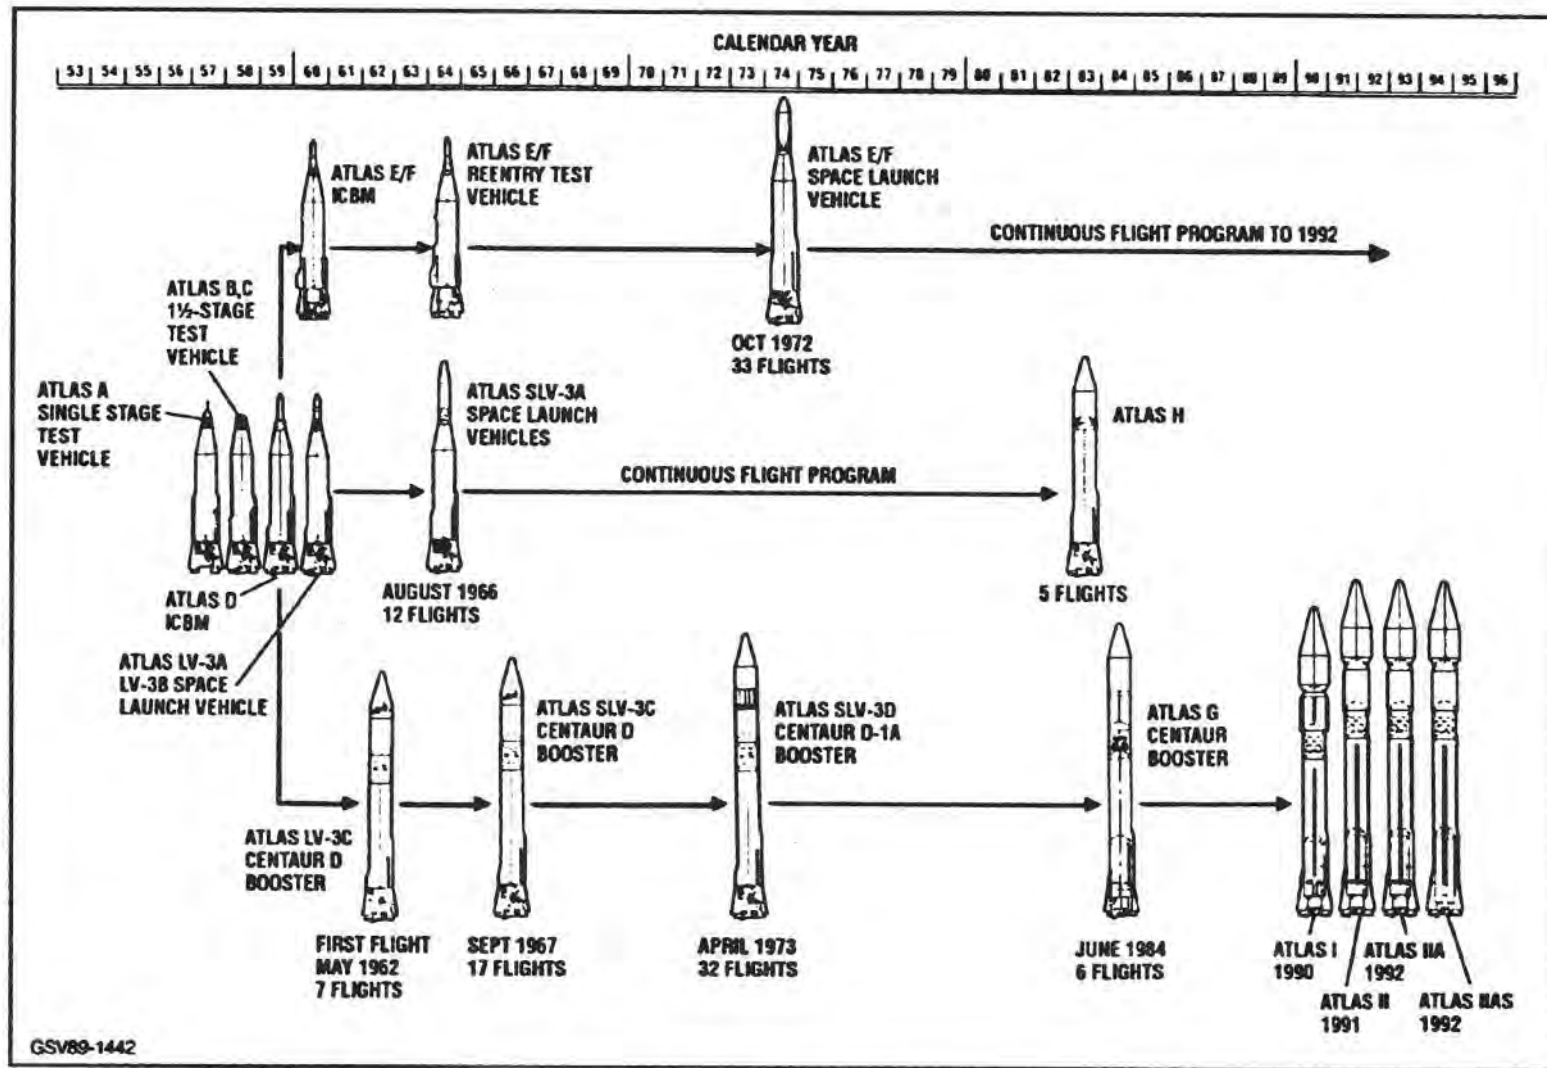 CALENDAR YEAR
53 54 55 56 57 58 59 60 61 62 63 64 65 66 67 68 69 70 71 72 73 74 75 76 77 78 79 80 81 82 83 84 85 86 87 88 89 90 91 92 93 94 95 96
ATLAS E/F
ICBM
ATLAS E/F
REENTRY TEST
VEHICLE
ATLAS E/F
SPACE LAUNCH
VEHICLE
CONTINUOUS FLIGHT PROGRAM TO 1992
OCT 1972
33 FLIGHTS
ATLAS B,C
1½-STAGE
TEST
VEHICLE
ATLAS A
SINGLE STAGE
TEST
VEHICLE
ATLAS SLV-3A
SPACE LAUNCH
VEHICLES
CONTINUOUS FLIGHT PROGRAM
ATLAS H
ATLAS D
ICBM
AUGUST 1966
12 FLIGHTS
5 FLIGHTS
ATLAS LV-3A
LV-3B SPACE
LAUNCH VEHICLE
ATLAS LV-3C
CENTAUR D
BOOSTER
ATLAS SLV-3C
CENTAUR D
BOOSTER
ATLAS SLV-3D
CENTAUR D-1A
BOOSTER
ATLAS G
CENTAUR
BOOSTER
FIRST FLIGHT
MAY 1962
7 FLIGHTS
SEPT 1967
17 FLIGHTS
APRIL 1973
32 FLIGHTS
JUNE 1984
6 FLIGHTS
ATLAS I
1990
ATLAS II
1991
ATLAS IIA
1992
ATLAS IIAS
1992
GSV89-1442